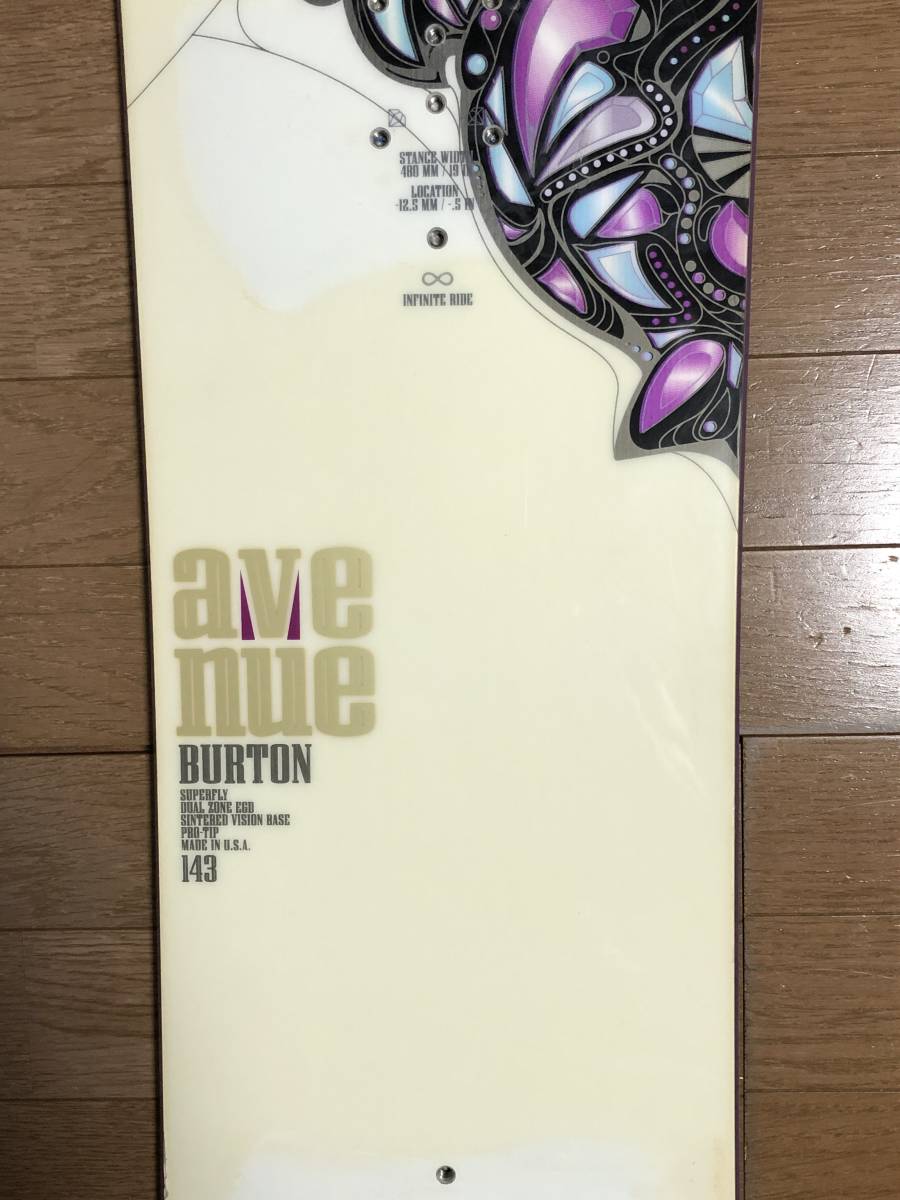 STANCE WIDTH
480 MM / 19 IN
LOCATION
-12.5 MM / -.5 IN
INFINITE RIDE
ave
nue
BURTON
SUPERFLY
DUAL ZONE EGD
SINTERED VISION BASE
PRO-TIP
MADE IN U.S.A.
143